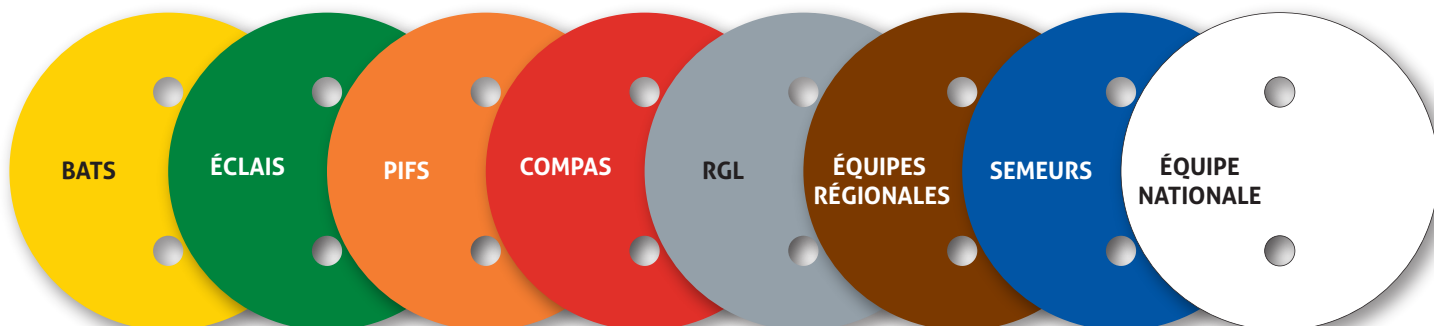 BATS
ÉCLAIS
PIFS
COMPAS
RGL
ÉQUIPES
RÉGIONALES
SEMEURS
ÉQUIPE
NATIONALE